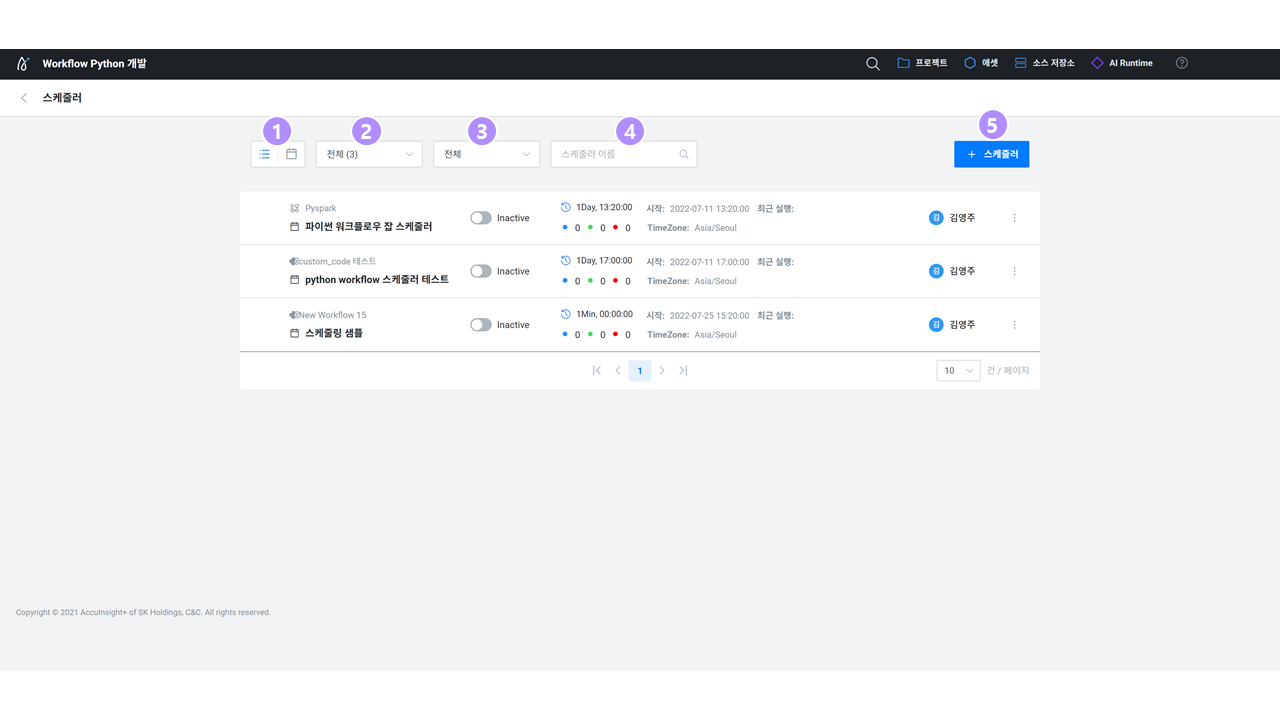 Workflow Python 개발
프로젝트
애셋
소스 저장소
AI Runtime
스케줄러
1
2
3
4
5
전체 (3)
전체
스케줄러 이름
+ 스케줄러
Pyspark
파이썬 워크플로우 잡 스케줄러
Inactive
1Day, 13:20:00
시작: 2022-07-11 13:20:00 최근 실행:
0 0 0
TimeZone: Asia/Seoul
김 김영주
custom_code 테스트
python workflow 스케줄러 테스트
Inactive
1Day, 17:00:00
시작: 2022-07-11 17:00:00 최근 실행:
0 0 0
TimeZone: Asia/Seoul
김 김영주
New Workflow 15
스케줄링 샘플
Inactive
1Min, 00:00:00
시작: 2022-07-25 15:20:00 최근 실행:
0 0 0
TimeZone: Asia/Seoul
김 김영주
1
10
건 / 페이지
Copyright © 2021 AccuInsight+ of SK Holdings, C&C. All rights reserved.